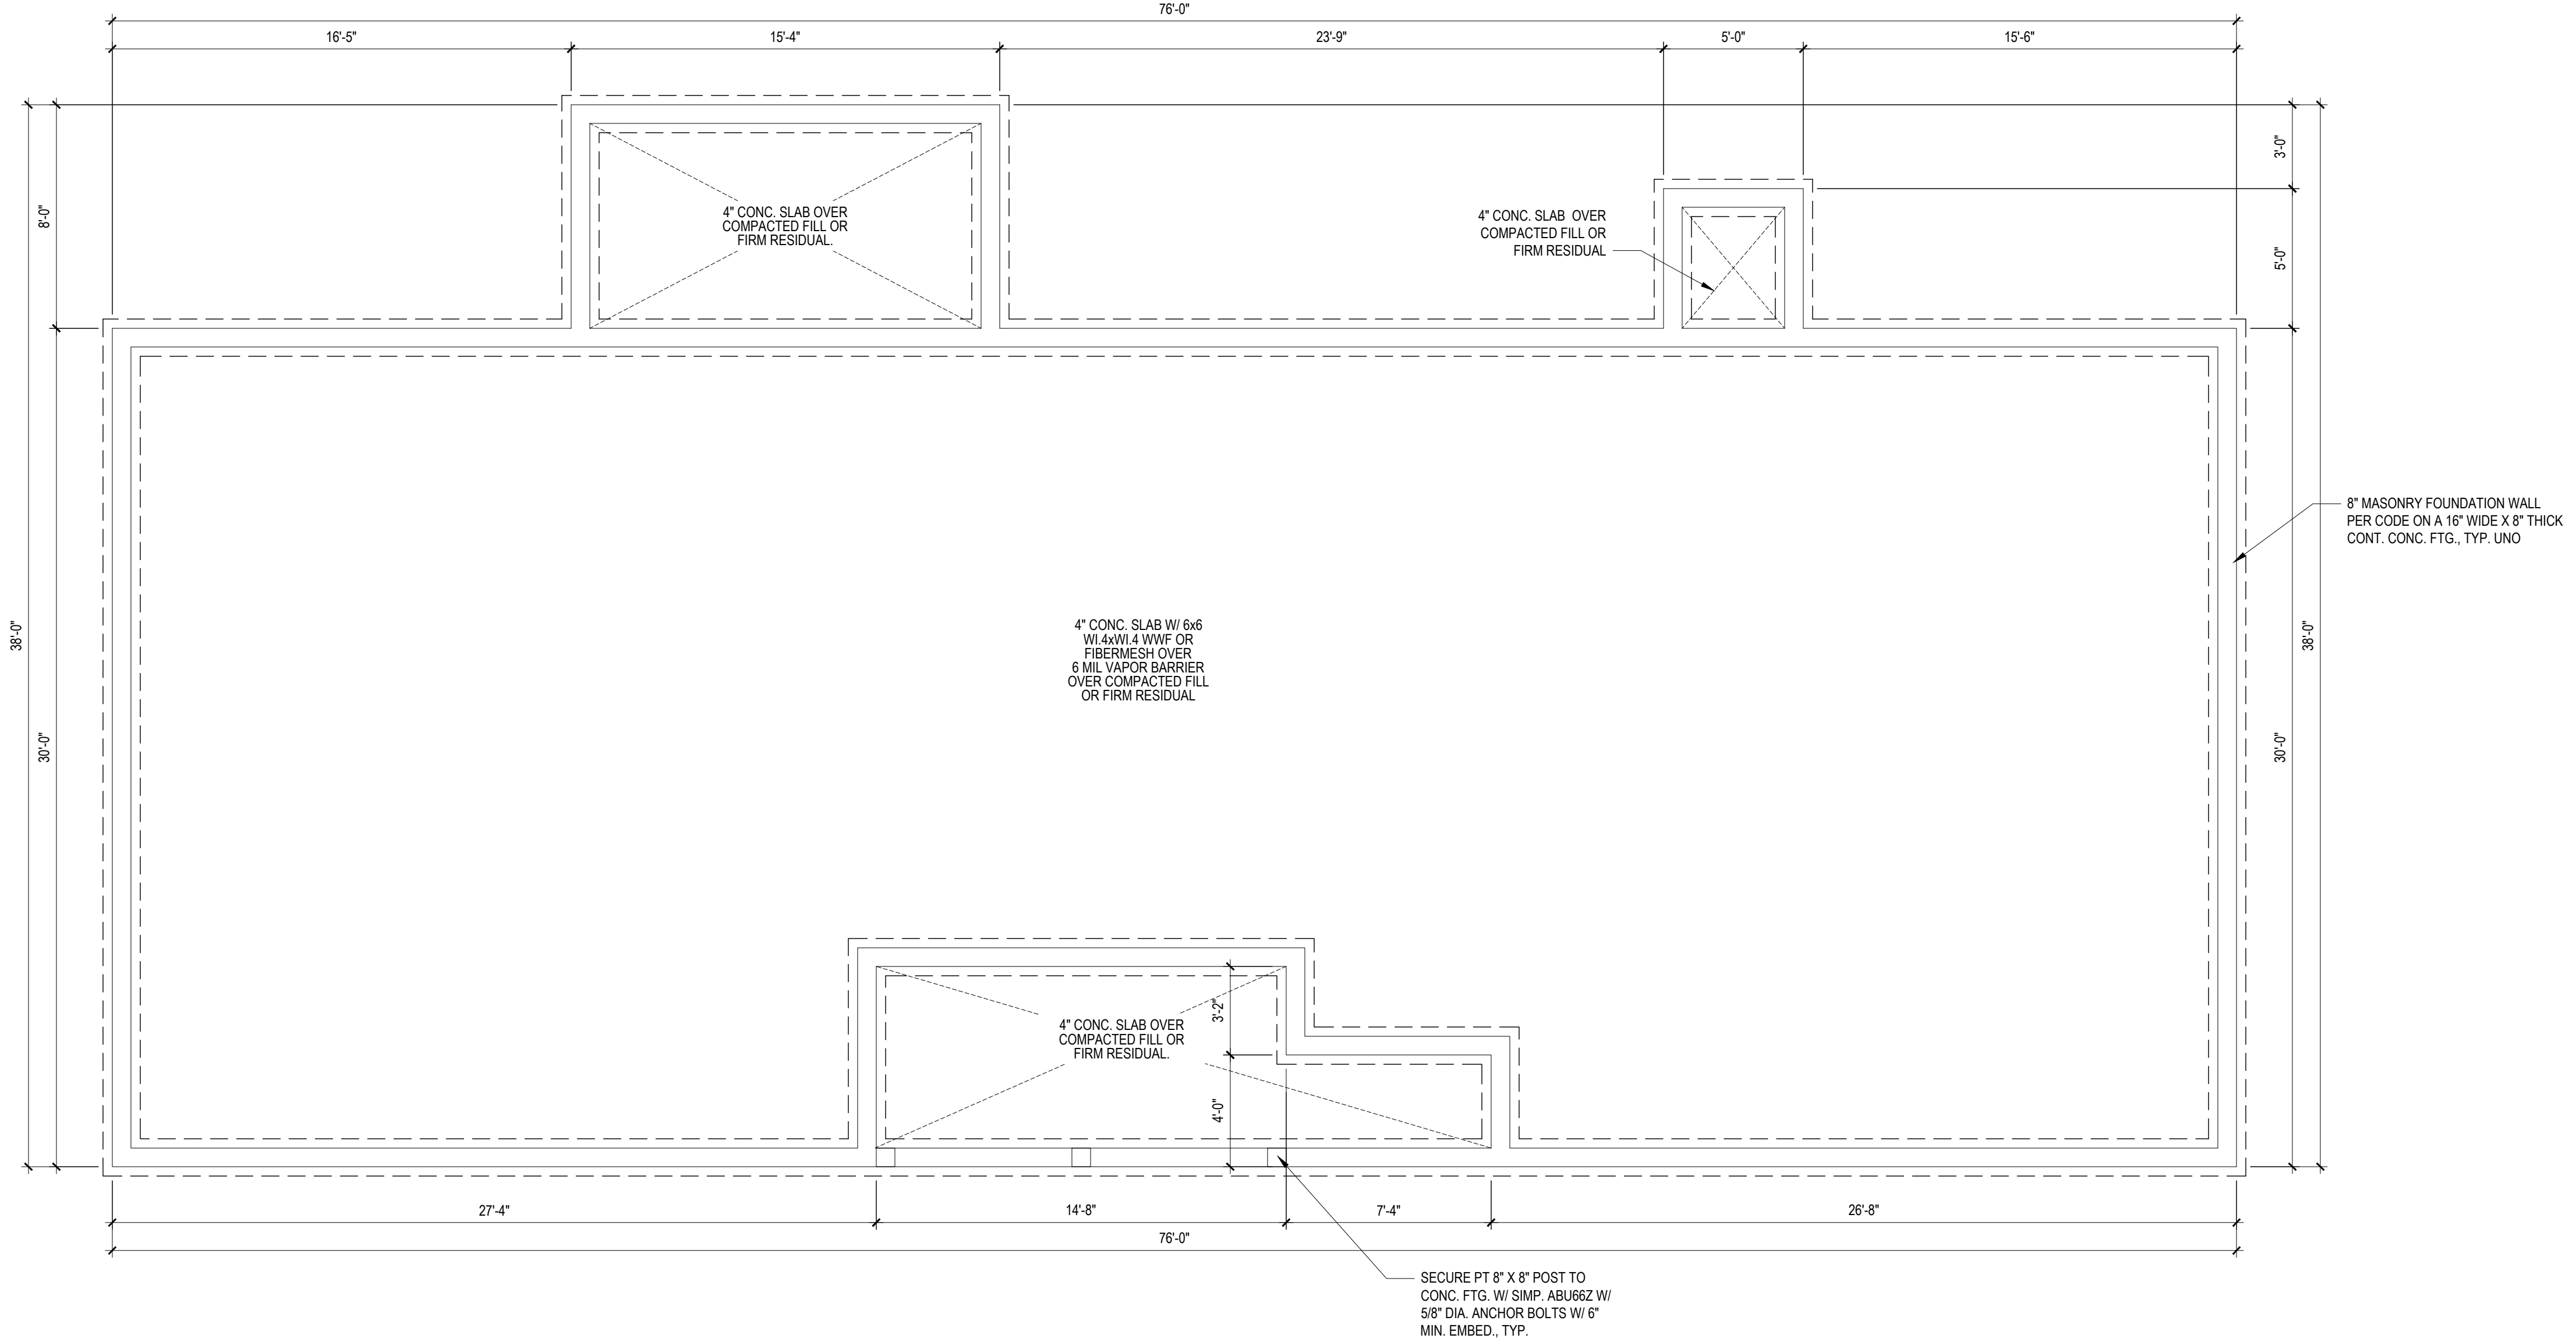 76'-0"
16'-5"
15'-4"
23'-9"
5'-0"
15'-6"
3'-0"
8'-0"
4" CONC. SLAB OVER
COMPACTED FILL OR
FIRM RESIDUAL.
4" CONC. SLAB OVER
COMPACTED FILL OR
FIRM RESIDUAL
5'-0"
8" MASONRY FOUNDATION WALL
PER CODE ON A 16" WIDE X 8" THICK
CONT. CONC. FTG., TYP. UNO
38'-0"
4" CONC. SLAB W/ 6x6
WI.4xWI.4 WWF OR
FIBERMESH OVER
6 MIL VAPOR BARRIER
OVER COMPACTED FILL
OR FIRM RESIDUAL
38'-0"
30'-0"
30'-0"
3'-2"
4" CONC. SLAB OVER
COMPACTED FILL OR
FIRM RESIDUAL.
4'-0"
27'-4"
14'-8"
7'-4"
26'-8"
76'-0"
SECURE PT 8" X 8" POST TO
CONC. FTG. W/ SIMP. ABU66Z W/
5/8" DIA. ANCHOR BOLTS W/ 6"
MIN. EMBED., TYP.